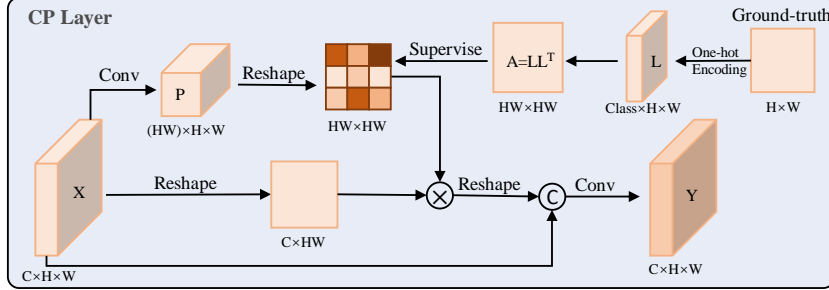 CP Layer
Ground-truth
Conv
P
Reshape
Supervise
A=LLᵀ
L
One-hot
Encoding
(HW)×H×W
HW×HW
HW×HW
Class×H×W
H×W
X
Reshape
×
Reshape
C
Conv
Y
C×HW
C×H×W
C×H×W